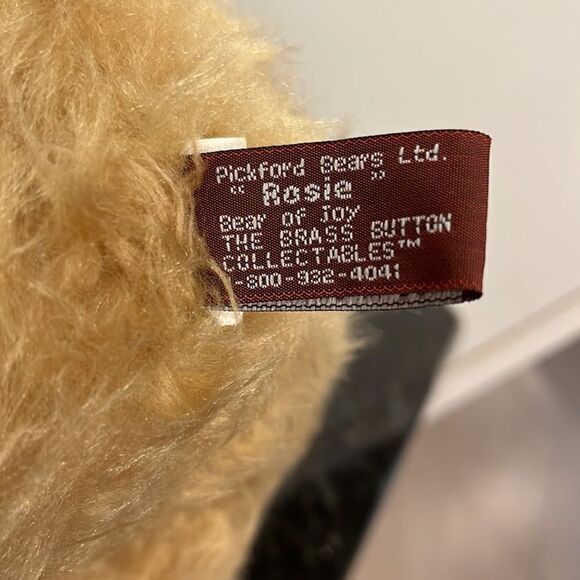 Pickford Bears Ltd.
"Rosie"
Bear of Joy
THE BRASS BUTTON
COLLECTABLES™
-800-932-4041